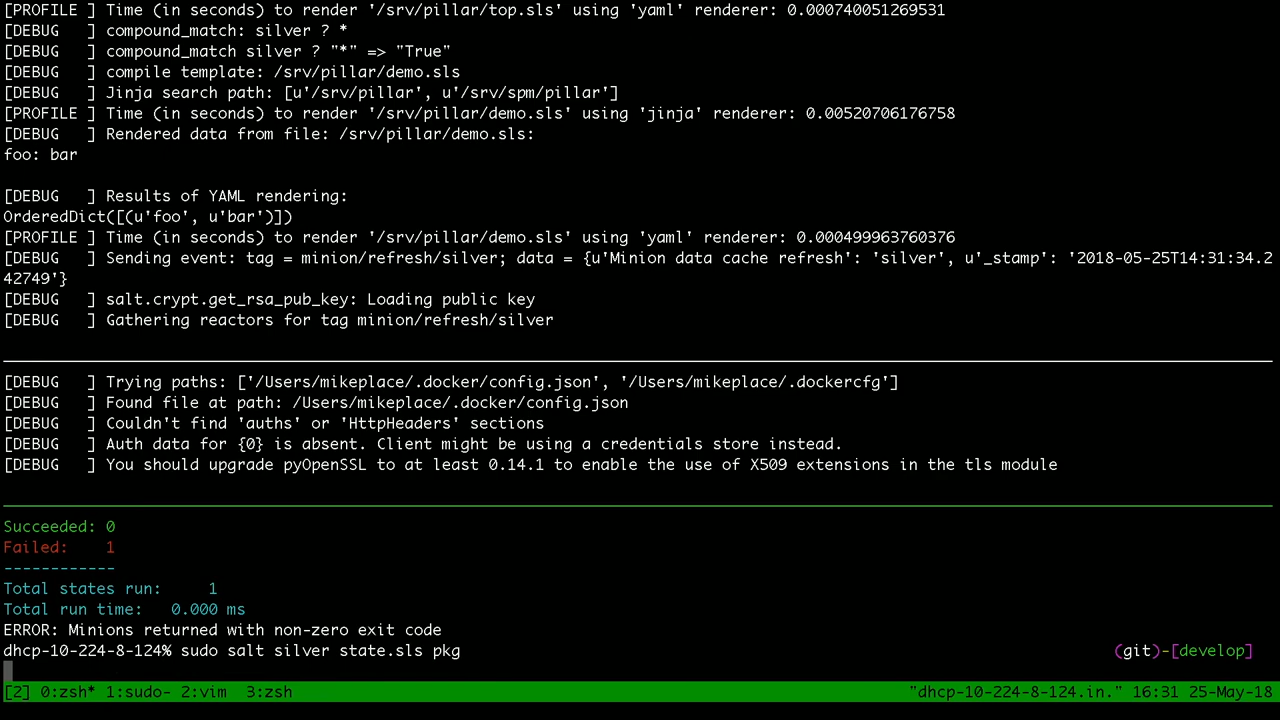 [PROFILE ] Time (in seconds) to render '/srv/pillar/top.sls' using 'yaml' renderer: 0.000740051269531
[DEBUG   ] compound_match: silver ? *
[DEBUG   ] compound_match silver ? "*" => "True"
[DEBUG   ] compile template: /srv/pillar/demo.sls
[DEBUG   ] Jinja search path: [u'/srv/pillar', u'/srv/spm/pillar']
[PROFILE ] Time (in seconds) to render '/srv/pillar/demo.sls' using 'jinja' renderer: 0.00520706176758
[DEBUG   ] Rendered data from file: /srv/pillar/demo.sls:
foo: bar
[DEBUG   ] Results of YAML rendering:
OrderedDict([(u'foo', u'bar')])
[PROFILE ] Time (in seconds) to render '/srv/pillar/demo.sls' using 'yaml' renderer: 0.000499963760376
[DEBUG   ] Sending event: tag = minion/refresh/silver; data = {u'Minion data cache refresh': 'silver', u'_stamp': '2018-05-25T14:31:34.2
42749'}
[DEBUG   ] salt.crypt.get_rsa_pub_key: Loading public key
[DEBUG   ] Gathering reactors for tag minion/refresh/silver
[DEBUG   ] Trying paths: ['/Users/mikeplace/.docker/config.json', '/Users/mikeplace/.dockercfg']
[DEBUG   ] Found file at path: /Users/mikeplace/.docker/config.json
[DEBUG   ] Couldn't find 'auths' or 'HttpHeaders' sections
[DEBUG   ] Auth data for {0} is absent. Client might be using a credentials store instead.
[DEBUG   ] You should upgrade pyOpenSSL to at least 0.14.1 to enable the use of X509 extensions in the tls module
Succeeded: 0
Failed:    1
------------
Total states run:     1
Total run time:   0.000 ms
ERROR: Minions returned with non-zero exit code
dhcp-10-224-8-124% sudo salt silver state.sls pkg (git)-[develop]
[2] 0:zsh* 1:sudo- 2:vim  3:zsh "dhcp-10-224-8-124.in." 16:31 25-May-18